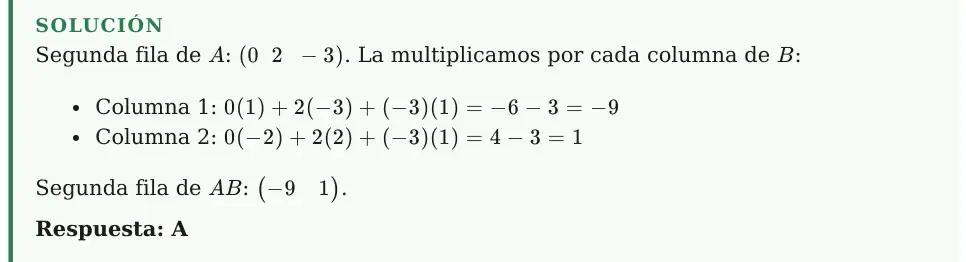 SOLUCIÓN
Segunda fila de A: (0 2 −3). La multiplicamos por cada columna de B:
• Columna 1: 0(1) + 2(−3) + (−3)(1) = −6 − 3 = −9
• Columna 2: 0(−2) + 2(2) + (−3)(1) = 4 − 3 = 1
Segunda fila de AB: (−9 1).
Respuesta: A